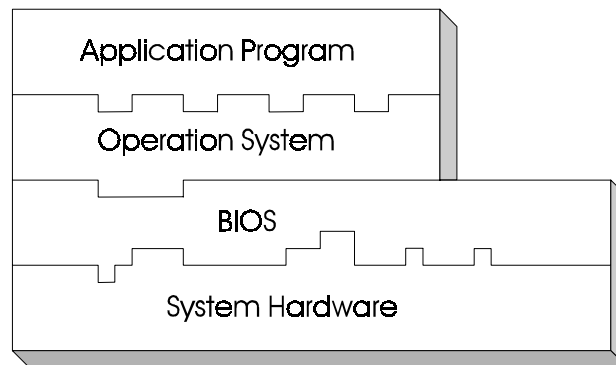 Application Program
Operation System
BIOS
System Hardware